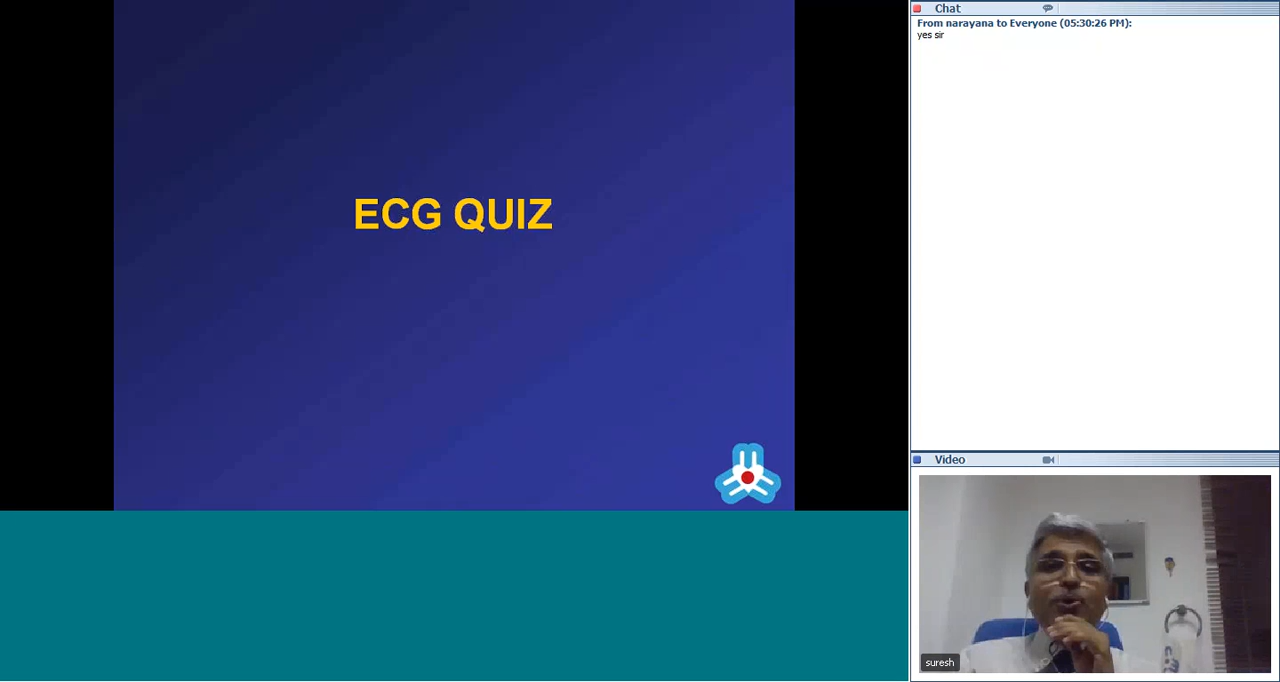 ECG QUIZ
Chat
From narayana to Everyone (05:30:26 PM):
yes sir
Video
suresh